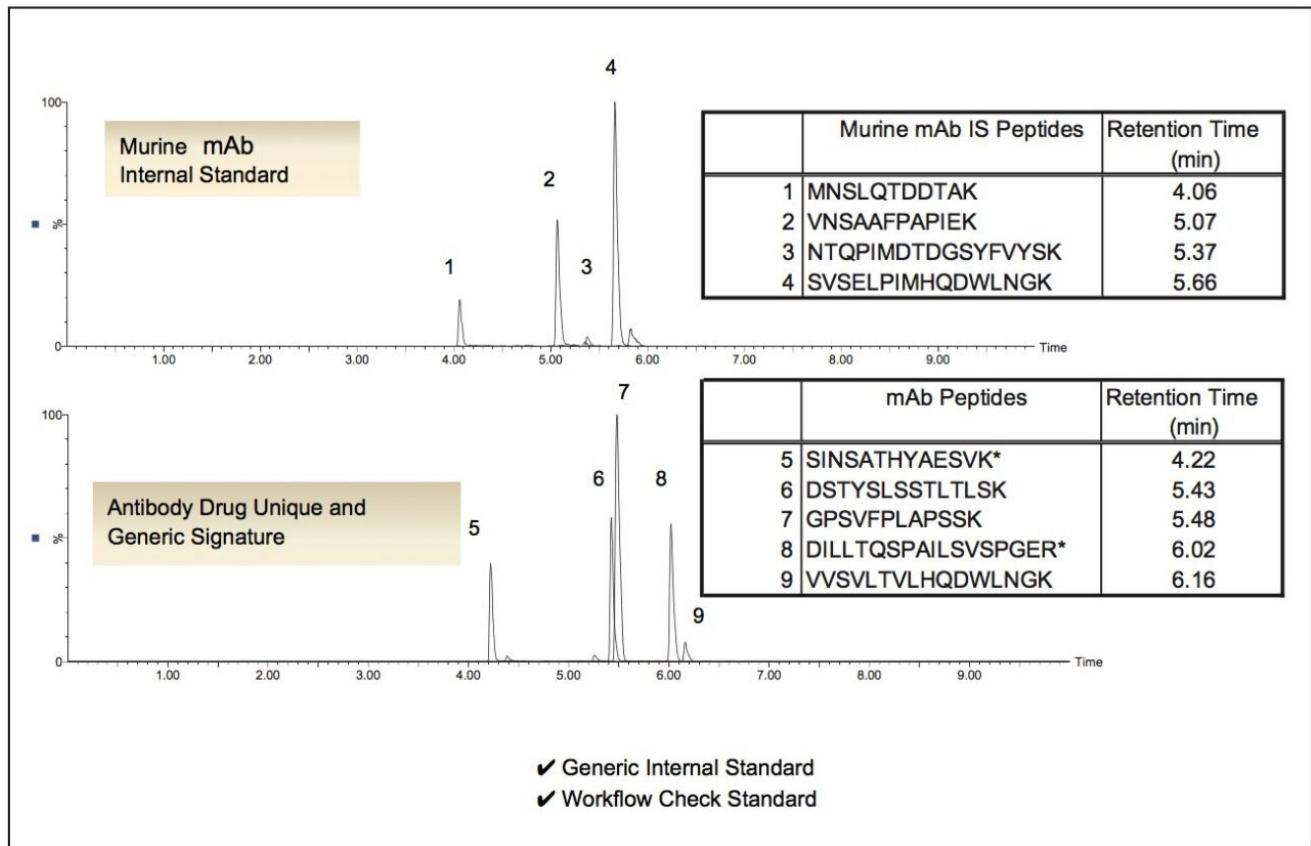 4
100
Murine mAb
Internal Standard
2
%
1
3
0
1.00 2.00 3.00 4.00 5.00 6.00 7.00 8.00 9.00 Time
Murine mAb IS Peptides Retention Time
(min)
1 MNSLQTDDTAK 4.06
2 VNSAAFPAPIEK 5.07
3 NTQPIMDTDGSYFVYSK 5.37
4 SVSELPIMHQDWLNGK 5.66
7
100
6
8
Antibody Drug Unique and
Generic Signature
5
%
9
0
1.00 2.00 3.00 4.00 5.00 6.00 7.00 8.00 9.00 Time
mAb Peptides Retention Time
(min)
5 SINSATHYAESVK* 4.22
6 DSTYSLSSTLTLSK 5.43
7 GPSVFPLAPSSK 5.48
8 DILLTQSPAILSVSPGER* 6.02
9 VVSVLTVLHQDWLNGK 6.16
✔ Generic Internal Standard
✔ Workflow Check Standard